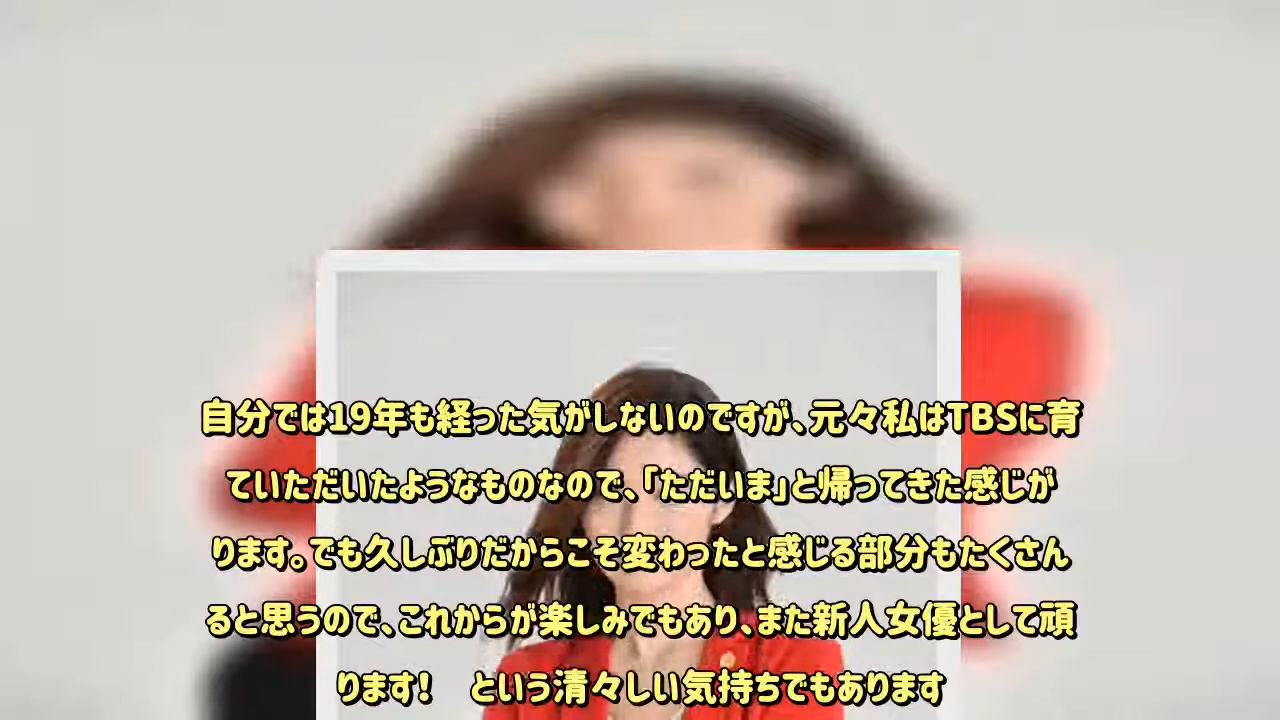 自分では19年も経った気がしないのですが、元々私はTBSに育
ていただいたようなものなので、「ただいま」と帰ってきた感じが
ります。でも久しぶりだからこそ変わったと感じる部分もたくさん
ると思うので、これからが楽しみでもあり、また新人女優として頑
ります!　という清々しい気持ちでもあります